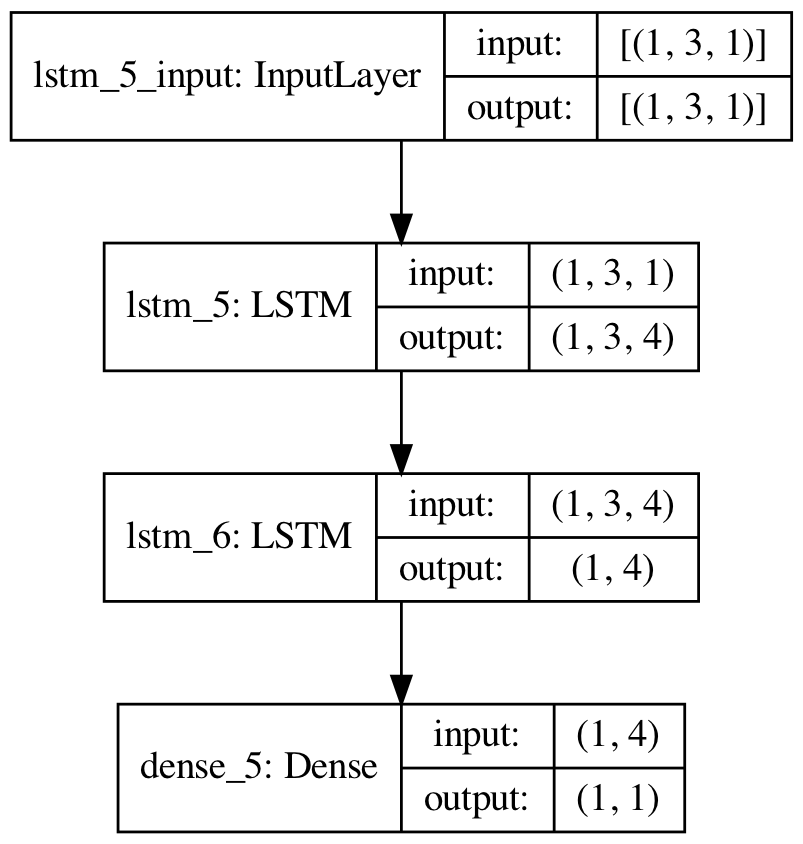 lstm_5_input: InputLayer
input:
[(1, 3, 1)]
output:
[(1, 3, 1)]
lstm_5: LSTM
input:
(1, 3, 1)
output:
(1, 3, 4)
lstm_6: LSTM
input:
(1, 3, 4)
output:
(1, 4)
dense_5: Dense
input:
(1, 4)
output:
(1, 1)